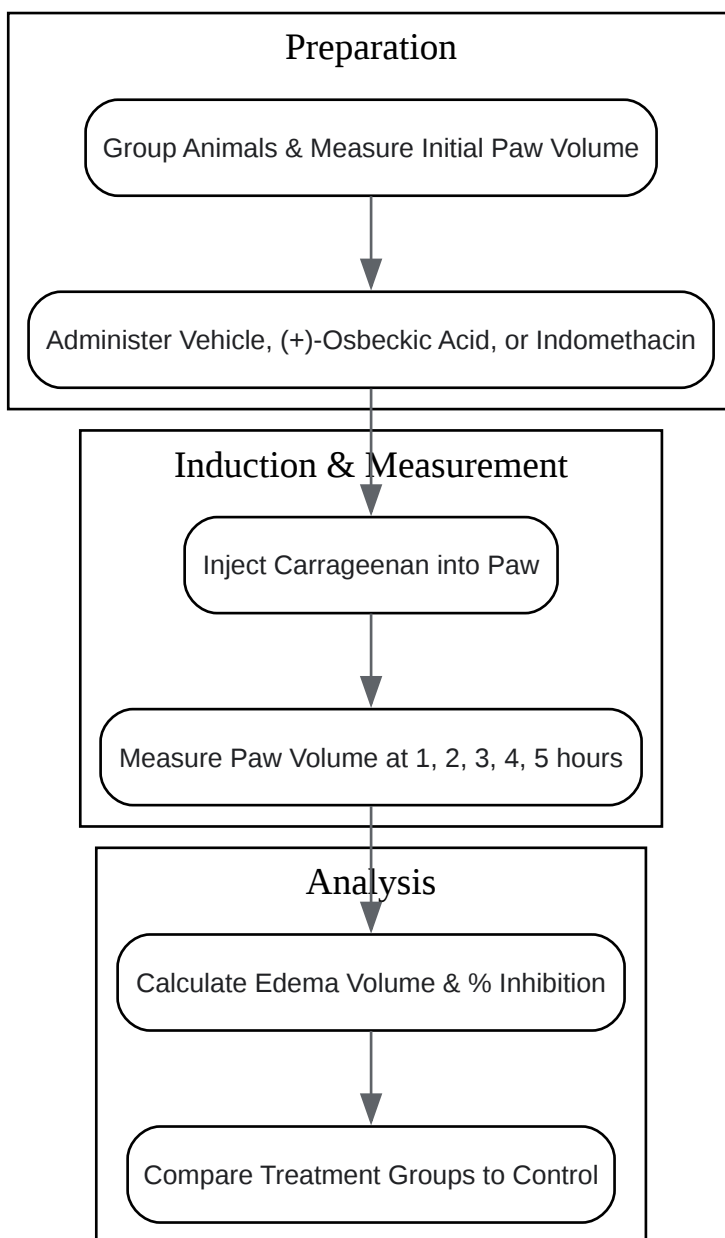 Preparation
Group Animals & Measure Initial Paw Volume
Administer Vehicle, (+)-Osbeckic Acid, or Indomethacin
Induction & Measurement
Inject Carrageenan into Paw
Measure Paw Volume at 1, 2, 3, 4, 5 hours
Analysis
Calculate Edema Volume & % Inhibition
Compare Treatment Groups to Control